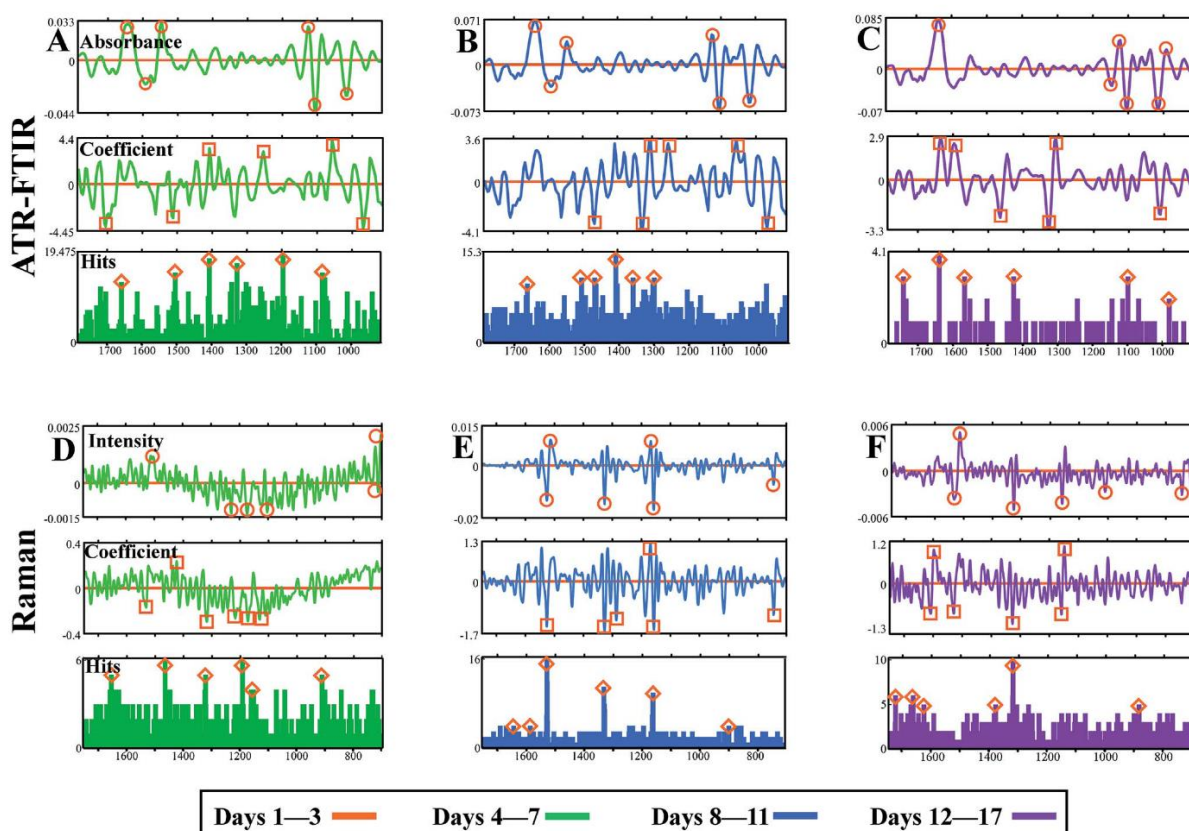 ATR-FTIR
A
Absorbance
0.033
0
-0.044
Coefficient
4.4
0
-4.45
Hits
19.475
0
1700 1600 1500 1400 1300 1200 1100 1000
B
0.071
0
-0.073
3.6
0
-4.1
15.3
0
1700 1600 1500 1400 1300 1200 1100 1000
C
0.085
0
-0.07
2.9
0
-3.3
4.1
0
1700 1600 1500 1400 1300 1200 1100 1000
Raman
D
Intensity
0.0025
0
-0.0015
Coefficient
0.4
0
-0.4
Hits
6
0
1600 1400 1200 1000 800
E
0.015
0
-0.02
1.3
0
-1.7
16
0
1600 1400 1200 1000 800
F
0.006
0
-0.006
1.2
0
-1.3
10
5
0
1600 1400 1200 1000 800
Days 1—3 Days 4—7 Days 8—11 Days 12—17